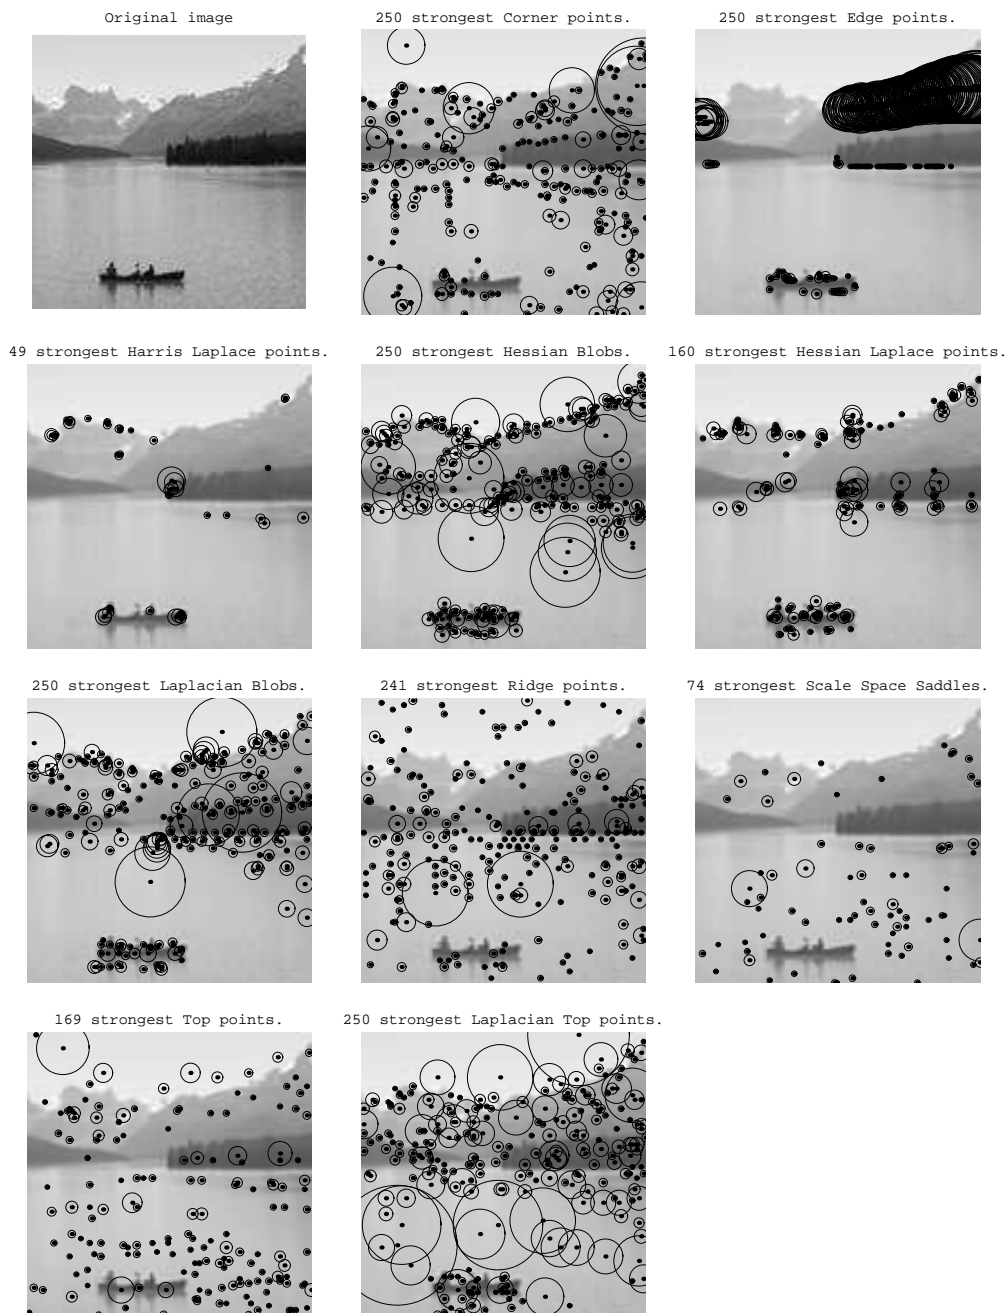 Original image
250 strongest Corner points.
250 strongest Edge points.
49 strongest Harris Laplace points.
250 strongest Hessian Blobs.
160 strongest Hessian Laplace points.
250 strongest Laplacian Blobs.
241 strongest Ridge points.
74 strongest Scale Space Saddles.
169 strongest Top points.
250 strongest Laplacian Top points.